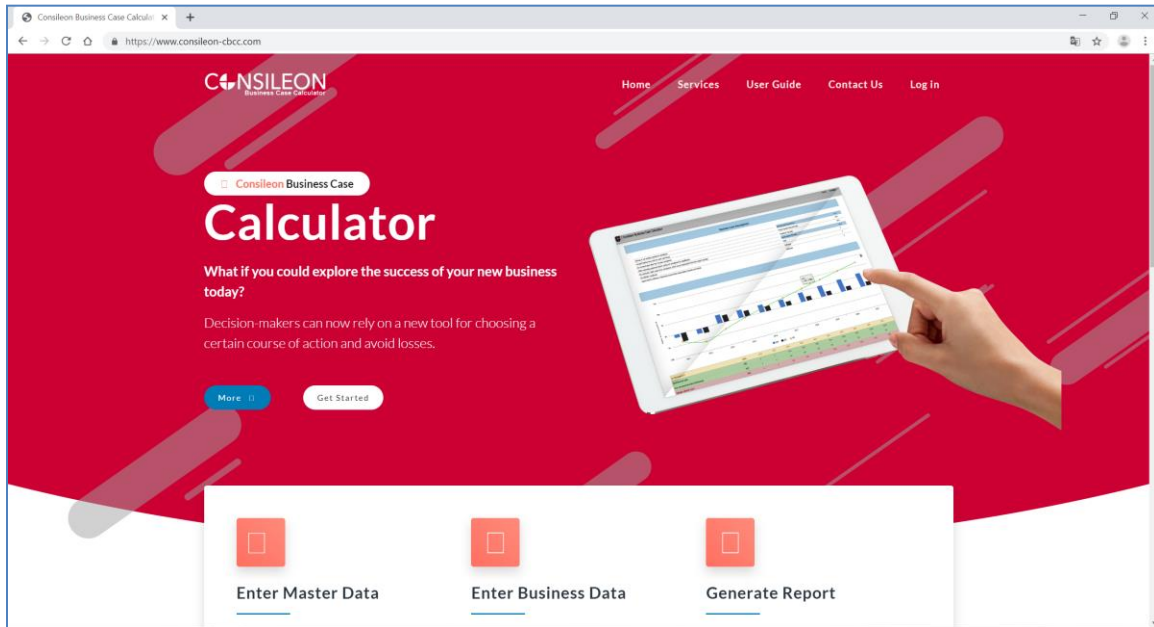 Consileon Business Case Calculat
https://www.consileon-cbcc.com
CONSILEON
Business Case Calculator
Home Services User Guide Contact Us Log in
Consileon Business Case
Calculator
What if you could explore the success of your new business
today?
Decision-makers can now rely on a new tool for choosing a
certain course of action and avoid losses.
More Get Started
Enter Master Data Enter Business Data Generate Report